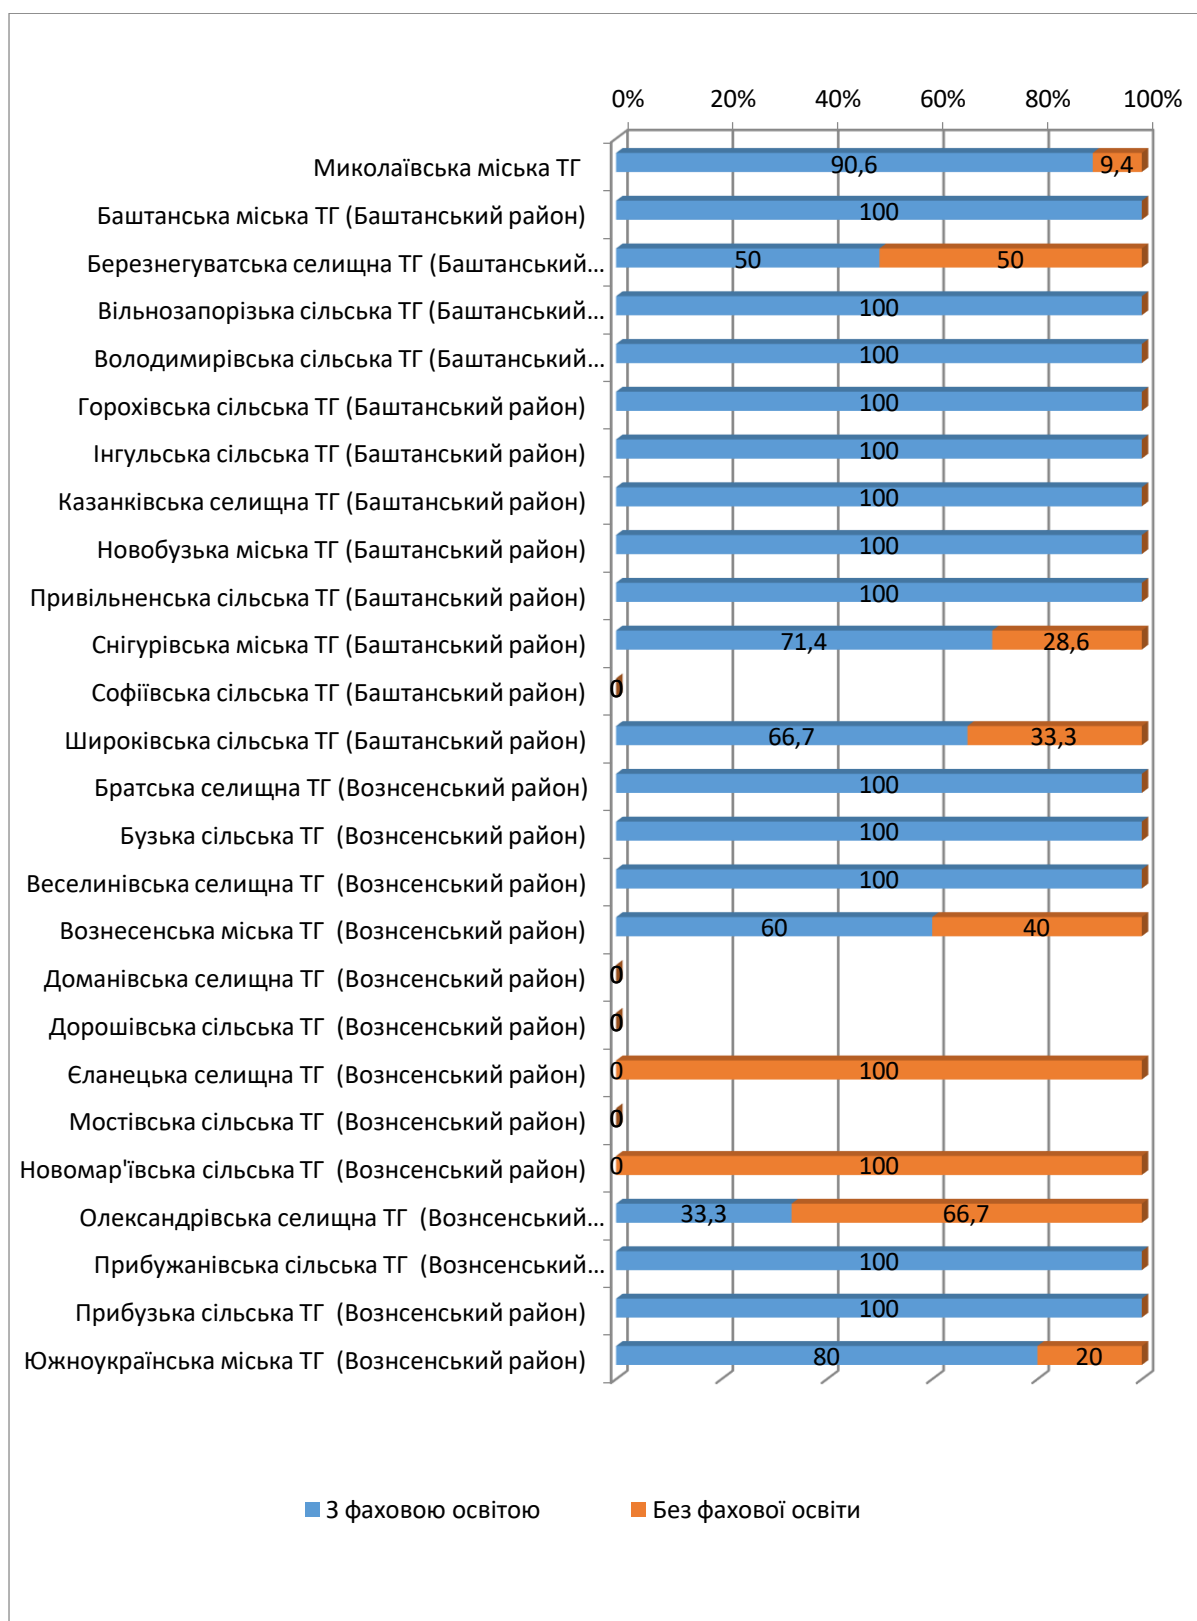 0% 20% 40% 60% 80% 100%
Миколаївська міська ТГ 90,6 9,4
Баштанська міська ТГ (Баштанський район) 100
Березнегуватська селищна ТГ (Баштанський... 50 50
Вільнозапорізька сільська ТГ (Баштанський... 100
Володимирівська сільська ТГ (Баштанський... 100
Горохівська сільська ТГ (Баштанський район) 100
Інгульська сільська ТГ (Баштанський район) 100
Казанківська селищна ТГ (Баштанський район) 100
Новобузька міська ТГ (Баштанський район) 100
Привільненська сільська ТГ (Баштанський район) 100
Снігурівська міська ТГ (Баштанський район) 71,4 28,6
Софіївська сільська ТГ (Баштанський район) 0
Широківська сільська ТГ (Баштанський район) 66,7 33,3
Братська селищна ТГ (Вознсенський район) 100
Бузька сільська ТГ (Вознсенський район) 100
Веселинівська селищна ТГ (Вознсенський район) 100
Вознесенська міська ТГ (Вознсенський район) 60 40
Доманівська селищна ТГ (Вознсенський район) 0
Дорошівська сільська ТГ (Вознсенський район) 0
Єланецька селищна ТГ (Вознсенський район) 0 100
Мостівська сільська ТГ (Вознсенський район) 0
Новомар'ївська сільська ТГ (Вознсенський район) 0 100
Олександрівська селищна ТГ (Вознсенський... 33,3 66,7
Прибужанівська сільська ТГ (Вознсенський... 100
Прибузька сільська ТГ (Вознсенський район) 100
Южноукраїнська міська ТГ (Вознсенський район) 80 20
З фаховою освітою Без фахової освіти